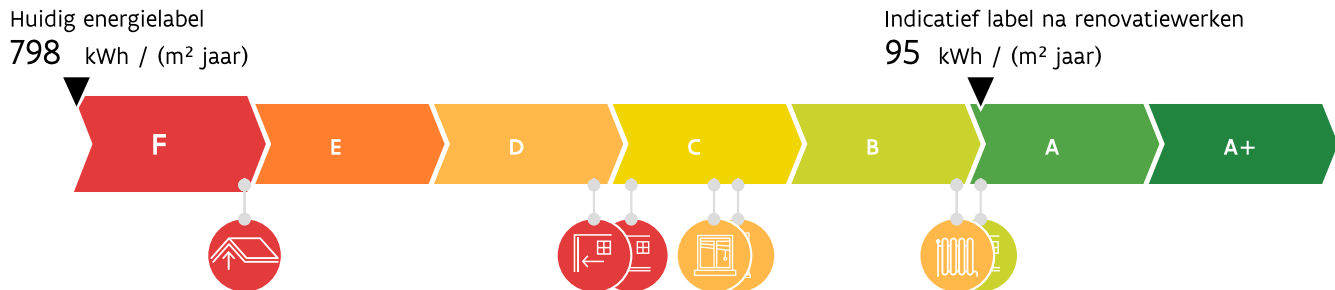 Huidig energielabel
798 kWh / (m² jaar)
Indicatief label na renovatiewerken
95 kWh / (m² jaar)
F E D C B A A+